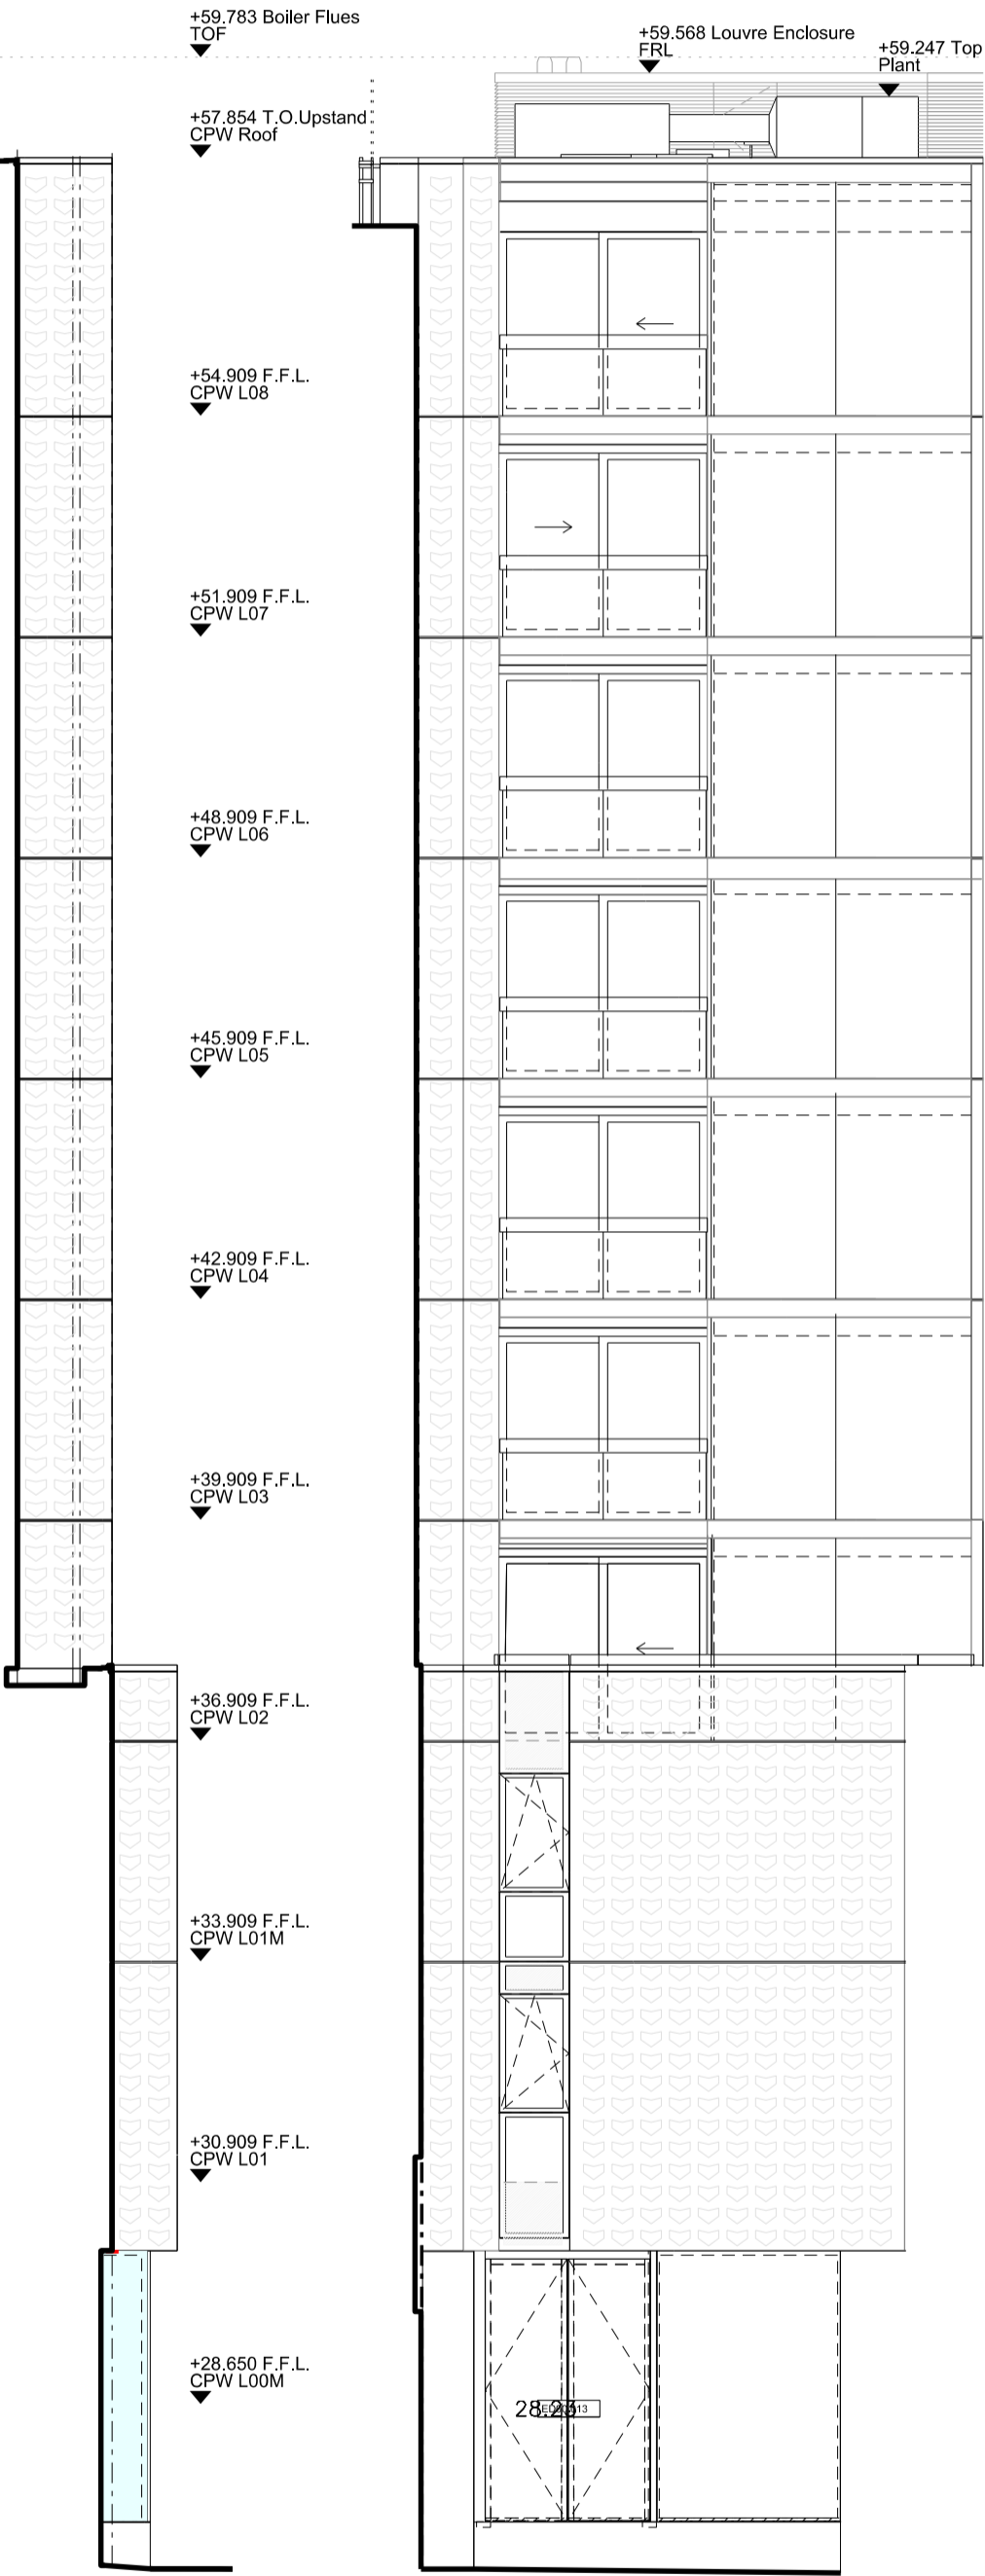 +59.783 Boiler Flues
TOF
+59.568 Louvre Enclosure
FRL
+59.247 Top
Plant
+57.854 T.O.Upstand
CPW Roof
+54.909 F.F.L.
CPW L08
+51.909 F.F.L.
CPW L07
+48.909 F.F.L.
CPW L06
+45.909 F.F.L.
CPW L05
+42.909 F.F.L.
CPW L04
+39.909 F.F.L.
CPW L03
+36.909 F.F.L.
CPW L02
+33.909 F.F.L.
CPW L01M
+30.909 F.F.L.
CPW L01
+28.650 F.F.L.
CPW L00M